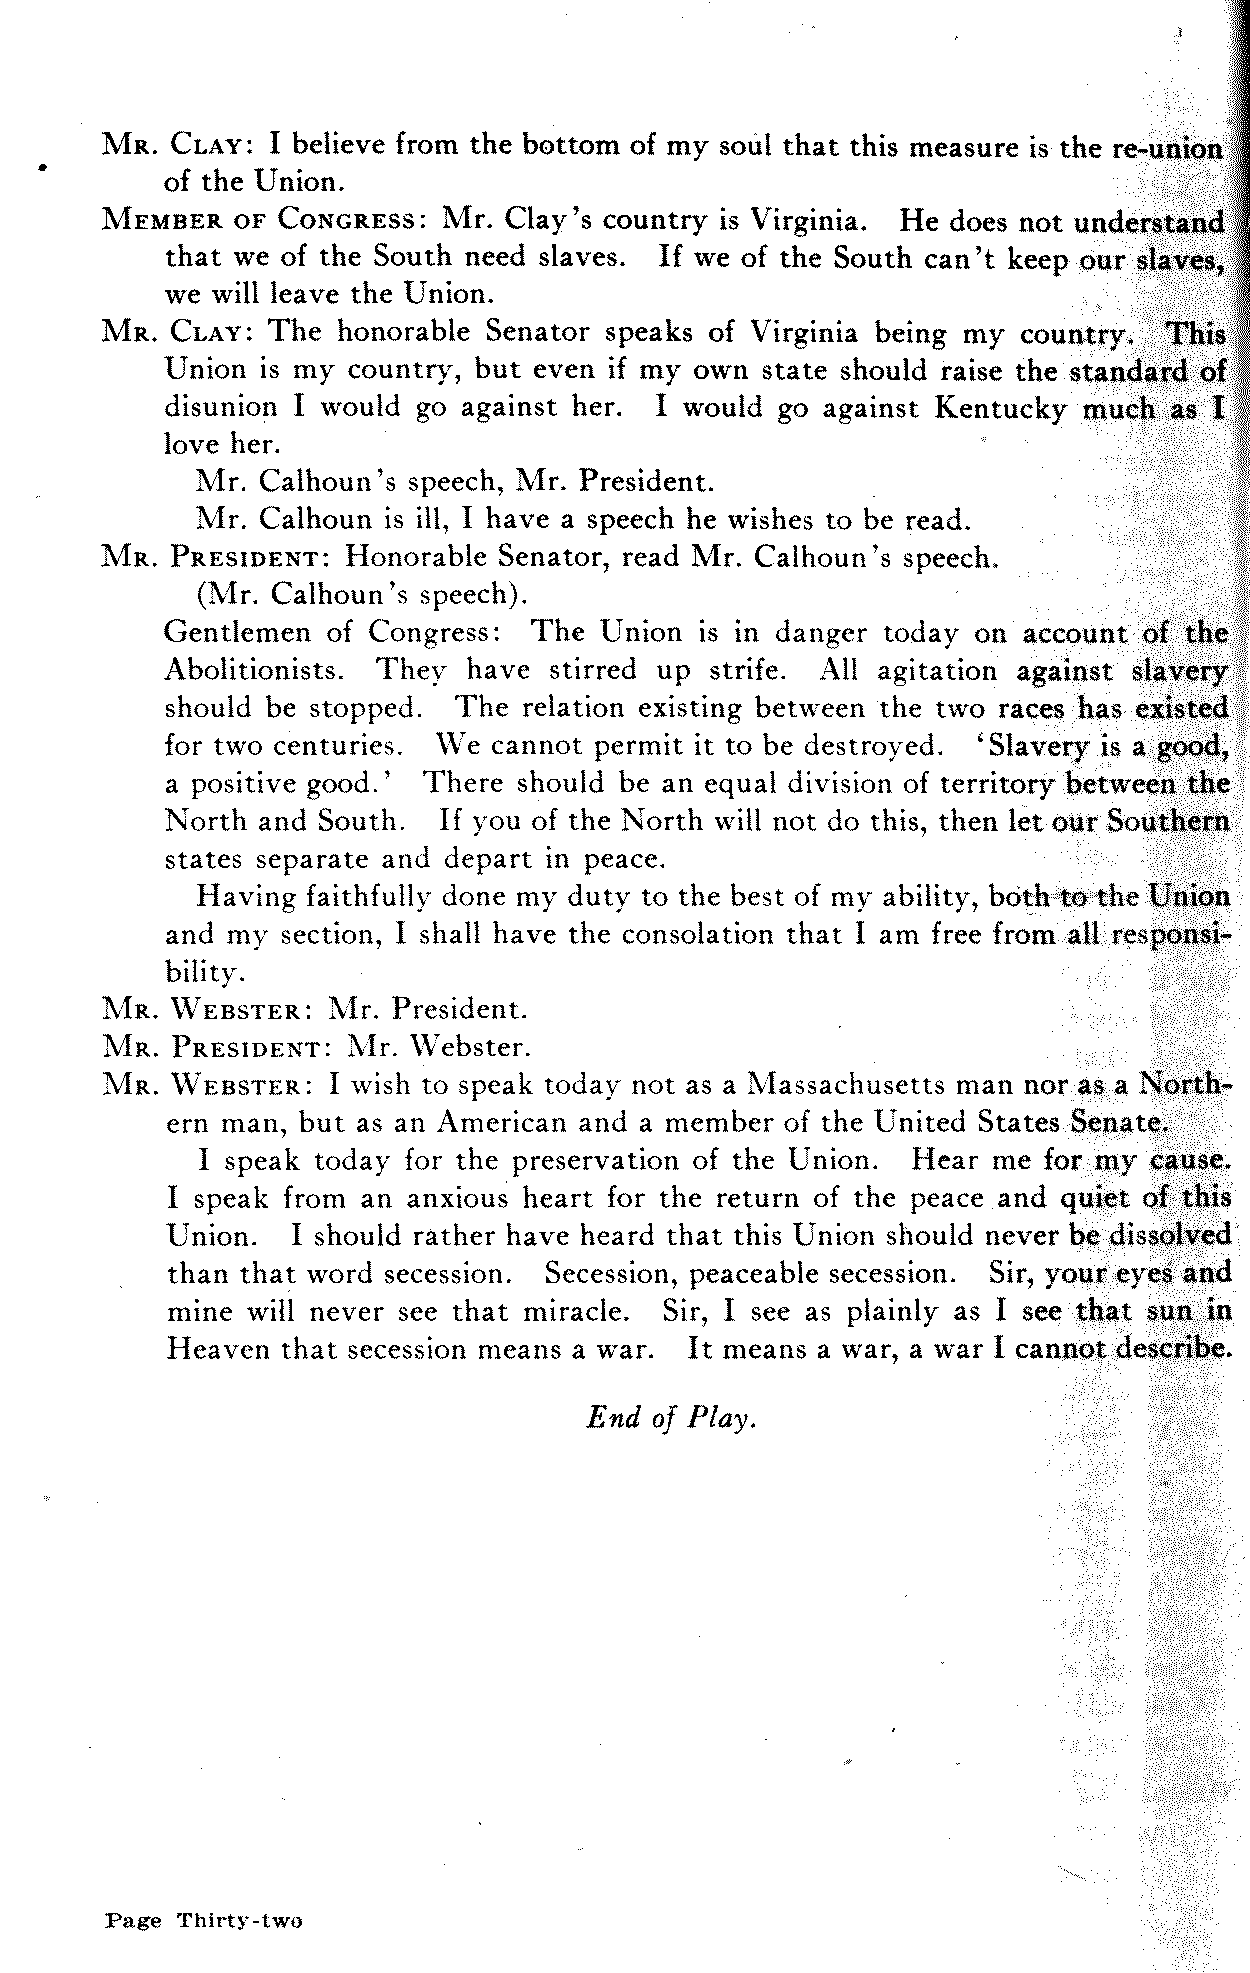 MR. CLAY: I believe from the bottom of my soul that this measure is the re-union
of the Union.
MEMBER OF CONGRESS: Mr. Clay's country is Virginia. He does not understand
that we of the South need slaves. If we of the South can't keep our slaves,
we will leave the Union.
MR. CLAY: The honorable Senator speaks of Virginia being my country. This
Union is my country, but even if my own state should raise the standard of
disunion I would go against her. I would go against Kentucky much as I
love her.
Mr. Calhoun's speech, Mr. President.
Mr. Calhoun is ill, I have a speech he wishes to be read.
MR. PRESIDENT: Honorable Senator, read Mr. Calhoun's speech.
(Mr. Calhoun's speech).
Gentlemen of Congress: The Union is in danger today on account of the
Abolitionists. They have stirred up strife. All agitation against slavery
should be stopped. The relation existing between the two races has existed
for two centuries. We cannot permit it to be destroyed. 'Slavery is a good,
a positive good.' There should be an equal division of territory between the
North and South. If you of the North will not do this, then let our Southern
states separate and depart in peace.
Having faithfully done my duty to the best of my ability, both to the Union
and my section, I shall have the consolation that I am free from all responsi-
bility.
MR. WEBSTER: Mr. President.
MR. PRESIDENT: Mr. Webster.
MR. WEBSTER: I wish to speak today not as a Massachusetts man nor as a North-
ern man, but as an American and a member of the United States Senate.
I speak today for the preservation of the Union. Hear me for my cause.
I speak from an anxious heart for the return of the peace and quiet of this
Union. I should rather have heard that this Union should never be dissolved
than that word secession. Secession, peaceable secession. Sir, your eyes and
mine will never see that miracle. Sir, I see as plainly as I see that sun in
Heaven that secession means a war. It means a war, a war I cannot describe.
End of Play.
Page Thirty-two